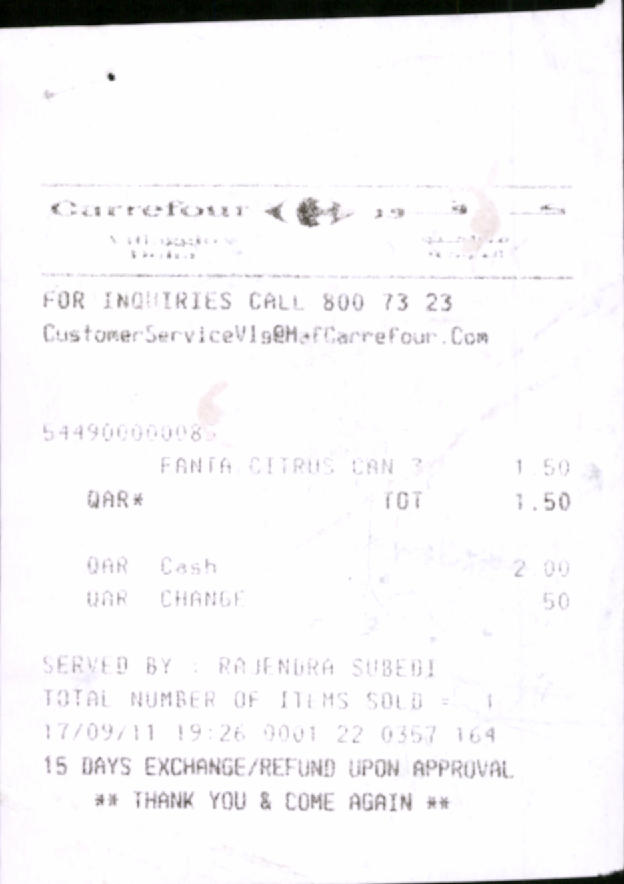 Carrefour
FOR INQUIRIES CALL 800 73 23
CustomerServiceVlg@MafCarrefour.Com
544900000008
FANTA CITRUS CAN 3 1.50
QAR* TOT 1.50
QAR Cash 2.00
QAR CHANGE 50
SERVED BY : RAJENDRA SUBEDI
TOTAL NUMBER OF ITEMS SOLD = 1
17/09/11 19:26 0001 22 0357 164
15 DAYS EXCHANGE/REFUND UPON APPROVAL
** THANK YOU & COME AGAIN **